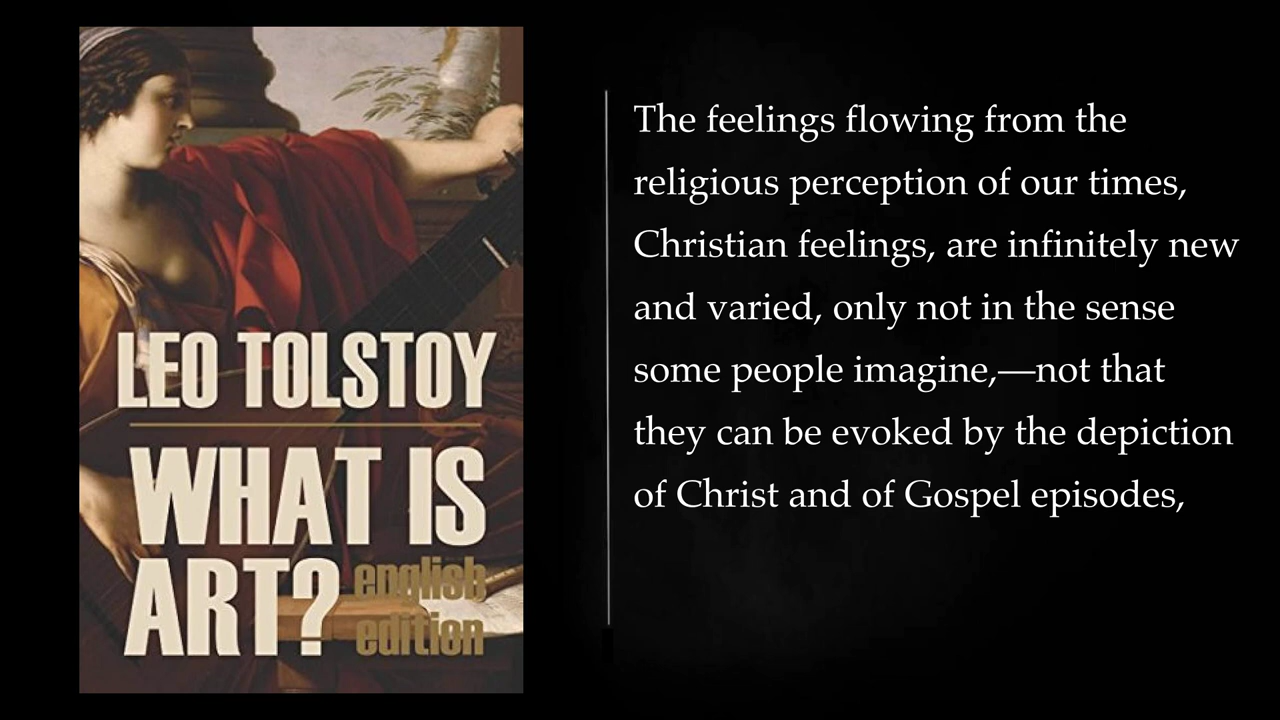 LEO TOLSTOY
WHAT IS
ART?
english
edition
The feelings flowing from the
religious perception of our times,
Christian feelings, are infinitely new
and varied, only not in the sense
some people imagine,—not that
they can be evoked by the depiction
of Christ and of Gospel episodes,